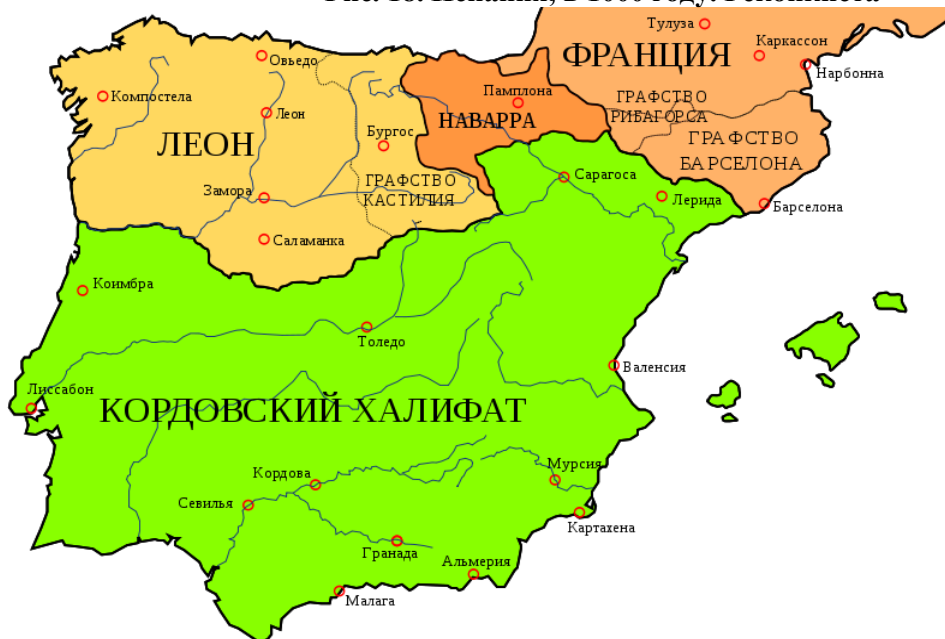 Тулуза
ФРАНЦИЯ
Каркассон
Нарбонна
Овьедо
Компостела
Леон
ЛЕОН
Бургос
Памплона
НАВАРРА
ГРАФСТВО
РИБАГОРСА
ГРАФСТВО
БАРСЕЛОНА
ГРАФСТВО
КАСТИЛИЯ
Замора
Саламанка
Сарагоса
Лерида
Барселона
Коимбра
Толедо
Валенсия
Лиссабон
КОРДОВСКИЙ ХАЛИФАТ
Кордова
Севилья
Мурсия
Картахена
Гранада
Альмерия
Малага